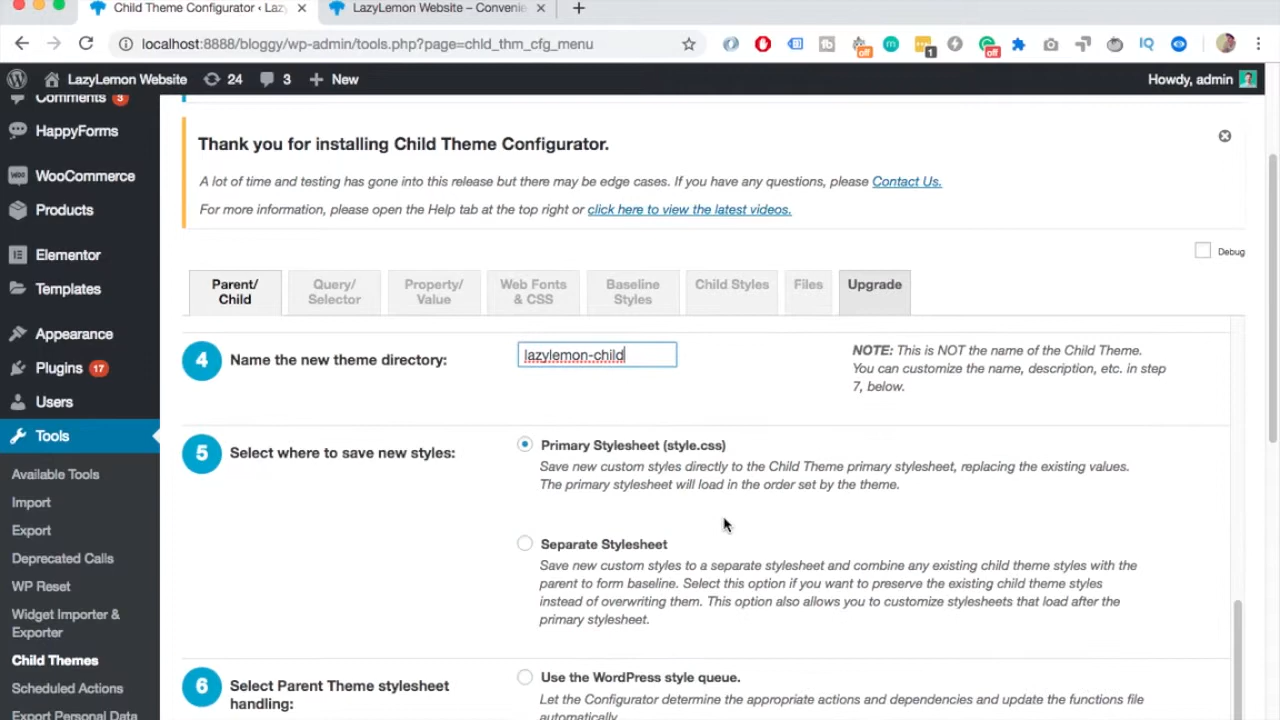 Child Theme Configurator ‹ Lazy
LazyLemon Website – Convenie
localhost:8888/bloggy/wp-admin/tools.php?page=chld_thm_cfg_menu
off
1
off
IQ
LazyLemon Website
24
3
New
Howdy, admin
Comments 3
HappyForms
WooCommerce
Products
Elementor
Templates
Appearance
Plugins 17
Users
Tools
Available Tools
Import
Export
Deprecated Calls
WP Reset
Widget Importer &
Exporter
Child Themes
Scheduled Actions
Export Personal Data
Thank you for installing Child Theme Configurator.
A lot of time and testing has gone into this release but there may be edge cases. If you have any questions, please Contact Us.
For more information, please open the Help tab at the top right or click here to view the latest videos.
Debug
Parent/
Child
Query/
Selector
Property/
Value
Web Fonts
& CSS
Baseline
Styles
Child Styles
Files
Upgrade
4
Name the new theme directory:
lazylemon-child
NOTE: This is NOT the name of the Child Theme.
You can customize the name, description, etc. in step
7, below.
5
Select where to save new styles:
Primary Stylesheet (style.css)
Save new custom styles directly to the Child Theme primary stylesheet, replacing the existing values.
The primary stylesheet will load in the order set by the theme.
Separate Stylesheet
Save new custom styles to a separate stylesheet and combine any existing child theme styles with the
parent to form baseline. Select this option if you want to preserve the existing child theme styles
instead of overwriting them. This option also allows you to customize stylesheets that load after the
primary stylesheet.
6
Select Parent Theme stylesheet
handling:
Use the WordPress style queue.
Let the Configurator determine the appropriate actions and dependencies and update the functions file
automatically.